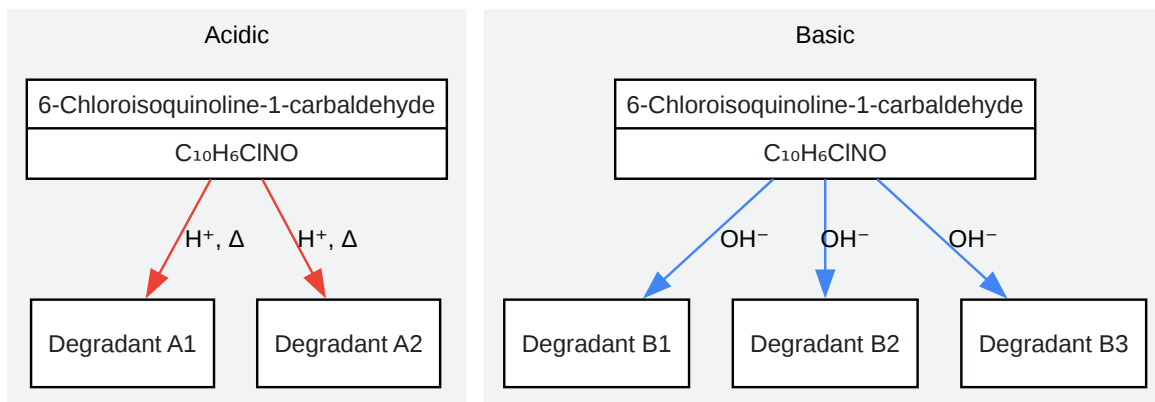 Acidic
6-Chloroisoquinoline-1-carbaldehyde
C₁₀H₆ClNO
H⁺, Δ
H⁺, Δ
Degradant A1
Degradant A2
Basic
6-Chloroisoquinoline-1-carbaldehyde
C₁₀H₆ClNO
OH⁻
OH⁻
OH⁻
Degradant B1
Degradant B2
Degradant B3